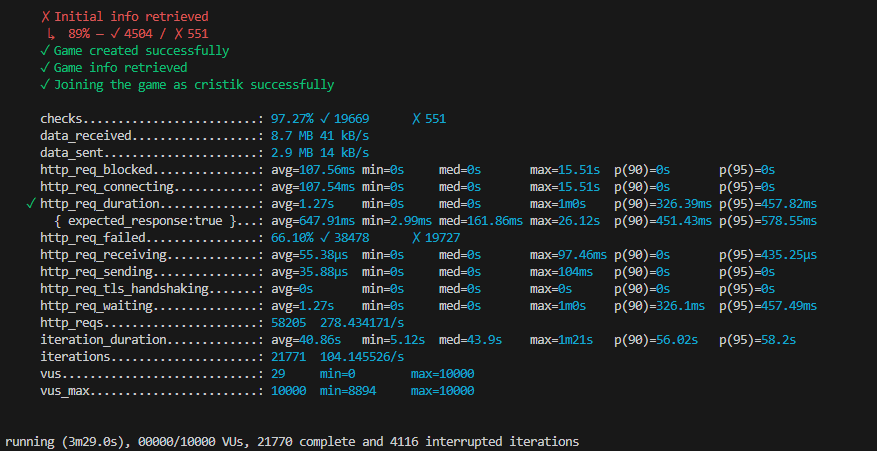 ✗ Initial info retrieved
↳ 89% — ✓ 4504 / ✗ 551
✓ Game created successfully
✓ Game info retrieved
✓ Joining the game as cristik successfully
checks.........................: 97.27% ✓ 19669 ✗ 551
data_received..................: 8.7 MB 41 kB/s
data_sent......................: 2.9 MB 14 kB/s
http_req_blocked...............: avg=107.56ms min=0s med=0s max=15.51s p(90)=0s p(95)=0s
http_req_connecting............: avg=107.54ms min=0s med=0s max=15.51s p(90)=0s p(95)=0s
✓ http_req_duration..............: avg=1.27s min=0s med=0s max=1m0s p(90)=326.39ms p(95)=457.82ms
{ expected_response:true }...: avg=647.91ms min=2.99ms med=161.86ms max=26.12s p(90)=451.43ms p(95)=578.55ms
http_req_failed................: 66.10% ✓ 38478 ✗ 19727
http_req_receiving.............: avg=55.38µs min=0s med=0s max=97.46ms p(90)=0s p(95)=435.25µs
http_req_sending...............: avg=35.88µs min=0s med=0s max=104ms p(90)=0s p(95)=0s
http_req_tls_handshaking.......: avg=0s min=0s med=0s max=0s p(90)=0s p(95)=0s
http_req_waiting...............: avg=1.27s min=0s med=0s max=1m0s p(90)=326.1ms p(95)=457.49ms
http_reqs......................: 58205 278.434171/s
iteration_duration.............: avg=40.86s min=5.12s med=43.9s max=1m21s p(90)=56.02s p(95)=58.2s
iterations.....................: 21771 104.145526/s
vus............................: 29 min=0 max=10000
vus_max........................: 10000 min=8894 max=10000
running (3m29.0s), 00000/10000 VUs, 21770 complete and 4116 interrupted iterations